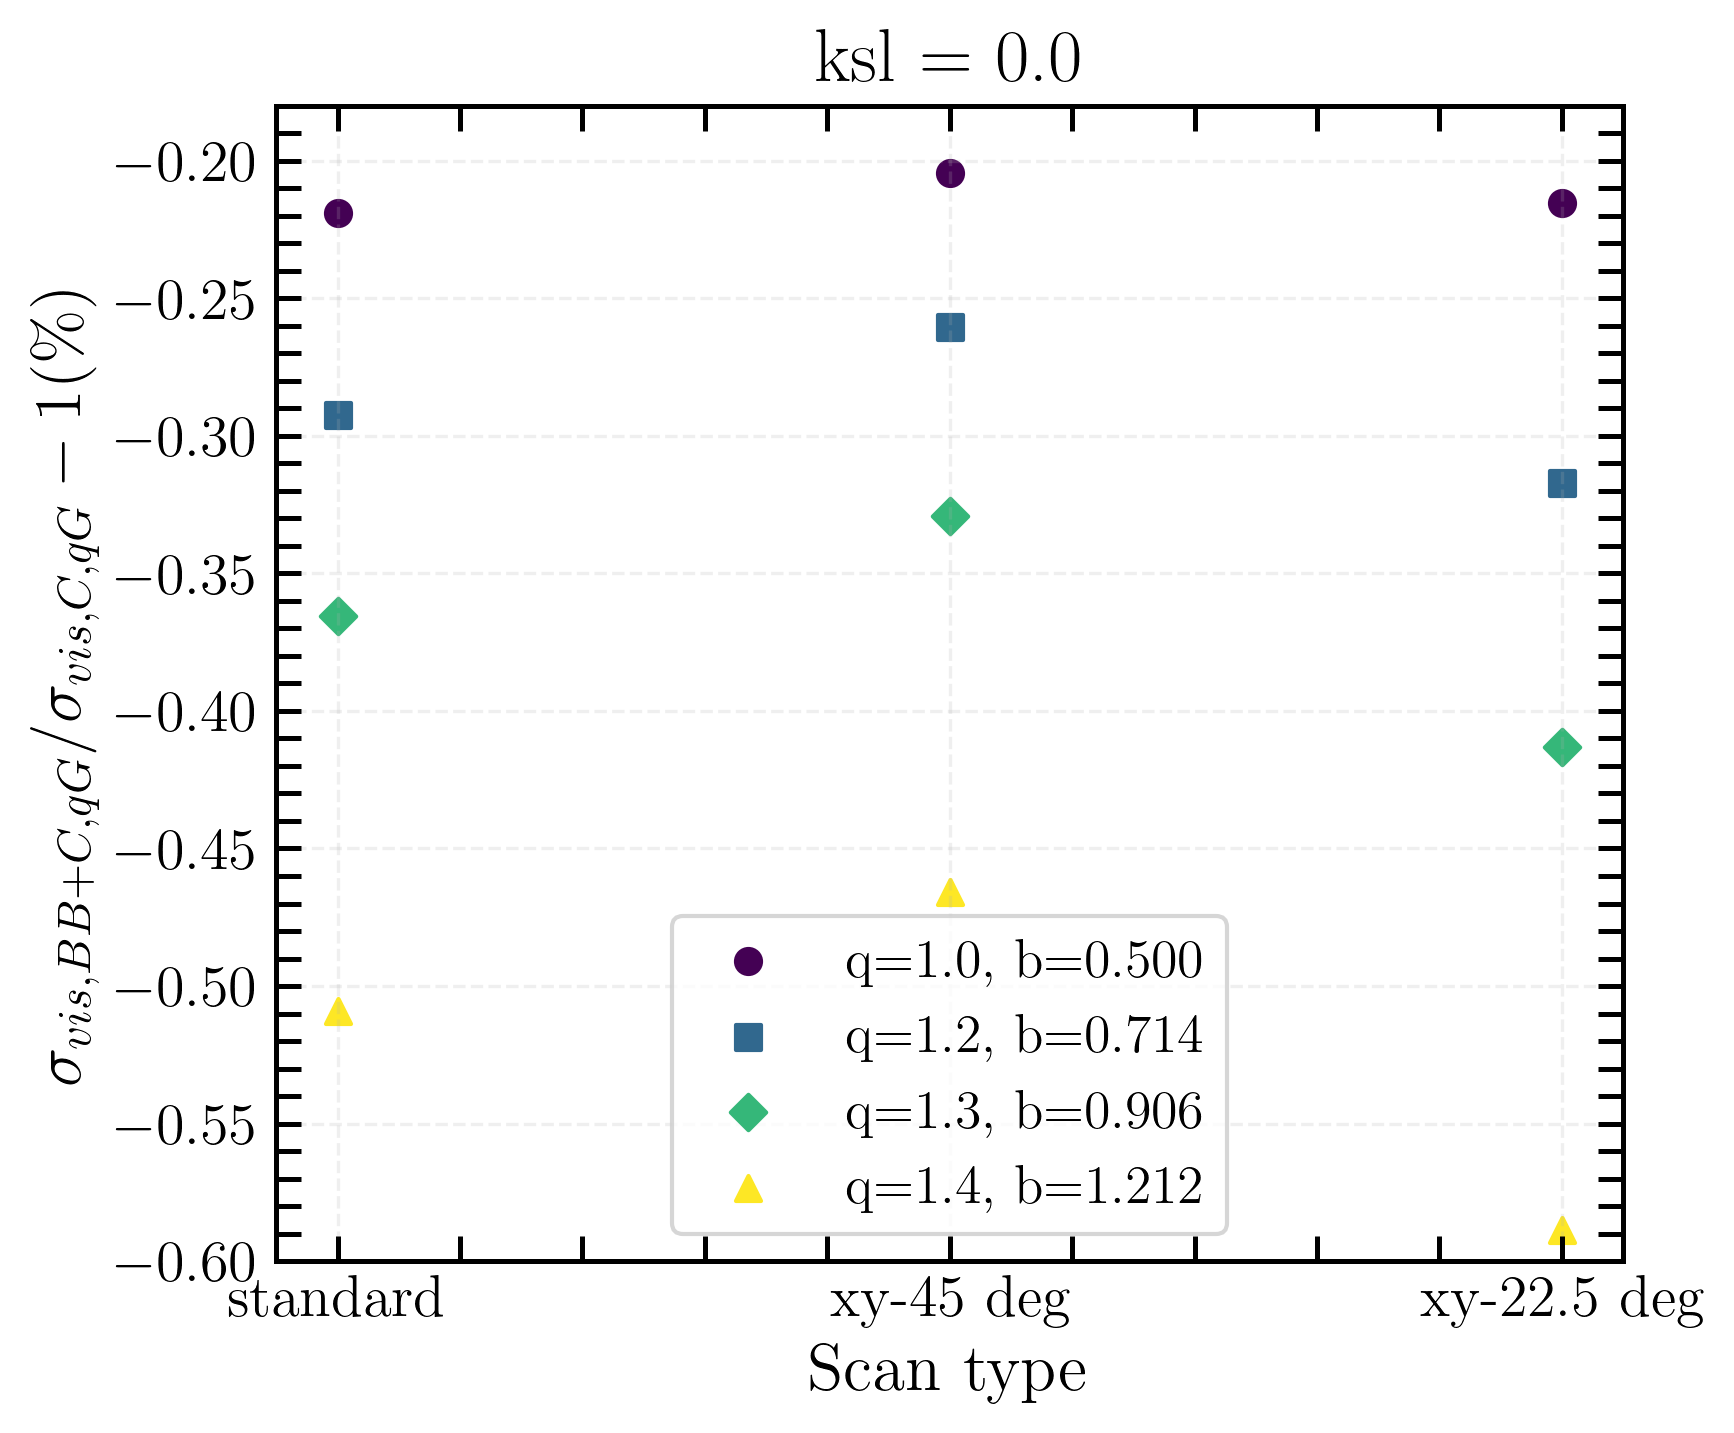 ksl = 0.0
σ_{vis,BB+C,qG}/σ_{vis,C,qG} − 1(%)
−0.20
−0.25
−0.30
−0.35
−0.40
−0.45
−0.50
−0.55
−0.60
q=1.0, b=0.500
q=1.2, b=0.714
q=1.3, b=0.906
q=1.4, b=1.212
standard
xy-45 deg
xy-22.5 deg
Scan type